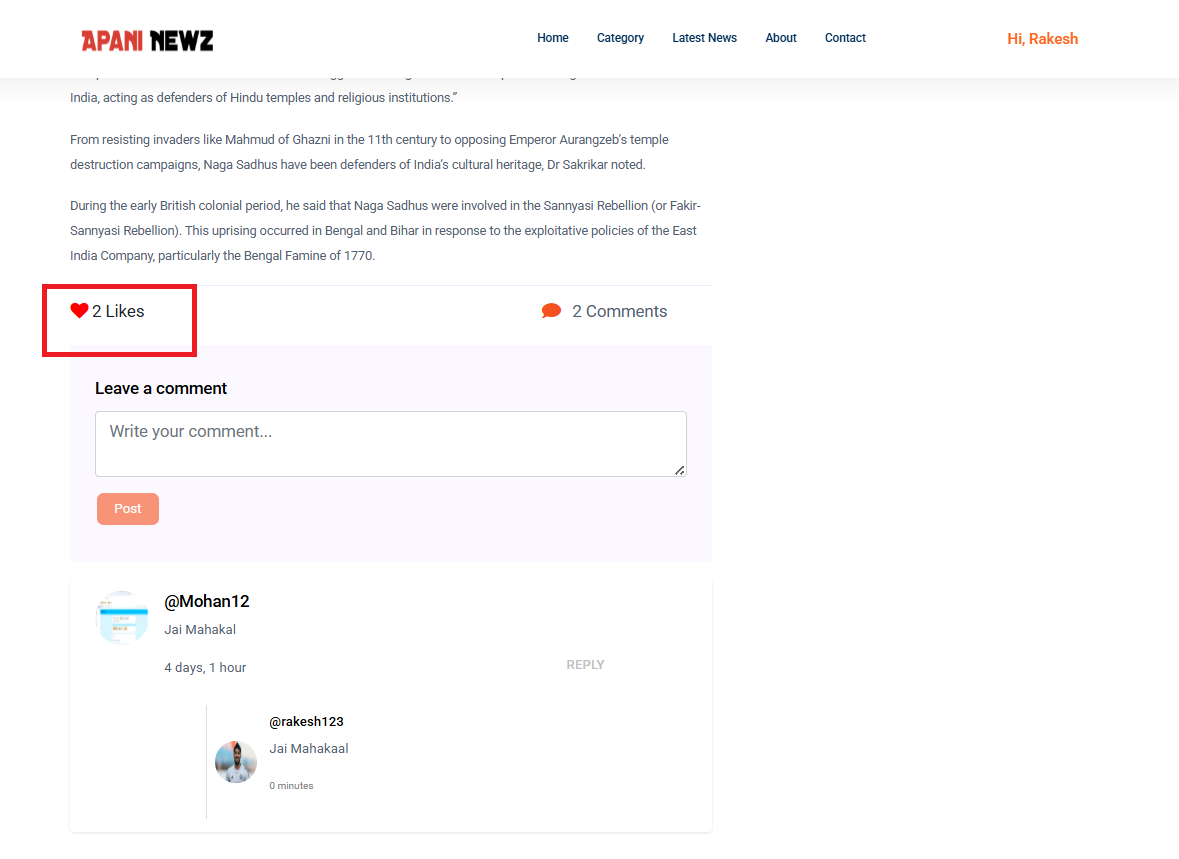 APANI NEWZ
Home Category Latest News About Contact
Hi, Rakesh
India, acting as defenders of Hindu temples and religious institutions.”
From resisting invaders like Mahmud of Ghazni in the 11th century to opposing Emperor Aurangzeb’s temple
destruction campaigns, Naga Sadhus have been defenders of India’s cultural heritage, Dr Sakrikar noted.
During the early British colonial period, he said that Naga Sadhus were involved in the Sannyasi Rebellion (or Fakir-
Sannyasi Rebellion). This uprising occurred in Bengal and Bihar in response to the exploitative policies of the East
India Company, particularly the Bengal Famine of 1770.
2 Likes
2 Comments
Leave a comment
Write your comment...
Post
@Mohan12
Jai Mahakal
4 days, 1 hour
REPLY
@rakesh123
Jai Mahakaal
0 minutes